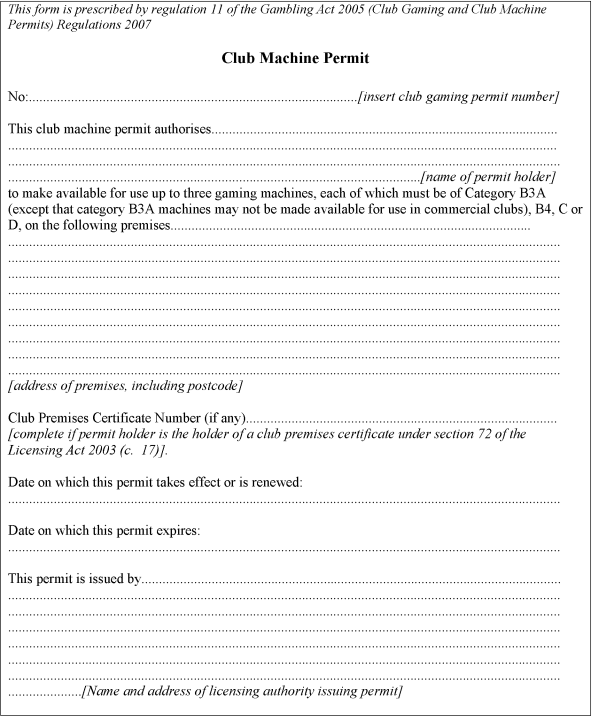 This form is prescribed by regulation 11 of the Gambling Act 2005 (Club Gaming and Club Machine
Permits) Regulations 2007
Club Machine Permit
No:..............................................................................................[insert club gaming permit number]
This club machine permit authorises...................................................................................................
..............................................................................................................................................................
..............................................................................................................................................................
......................................................................................................................[name of permit holder]
to make available for use up to three gaming machines, each of which must be of Category B3A
(except that category B3A machines may not be made available for use in commercial clubs), B4, C or
D, on the following premises.......................................................................................................
..............................................................................................................................................................
..............................................................................................................................................................
..............................................................................................................................................................
..............................................................................................................................................................
..............................................................................................................................................................
..............................................................................................................................................................
..............................................................................................................................................................
..............................................................................................................................................................
..............................................................................................................................................................
[address of premises, including postcode]
Club Premises Certificate Number (if any).........................................................................................
[complete if permit holder is the holder of a club premises certificate under section 72 of the
Licensing Act 2003 (c. 17)].
Date on which this permit takes effect or is renewed:
..............................................................................................................................................................
Date on which this permit expires:
..............................................................................................................................................................
This permit is issued by........................................................................................................................
..............................................................................................................................................................
..............................................................................................................................................................
..............................................................................................................................................................
..............................................................................................................................................................
..............................................................................................................................................................
..............................................................................................................................................................
.....................[Name and address of licensing authority issuing permit]